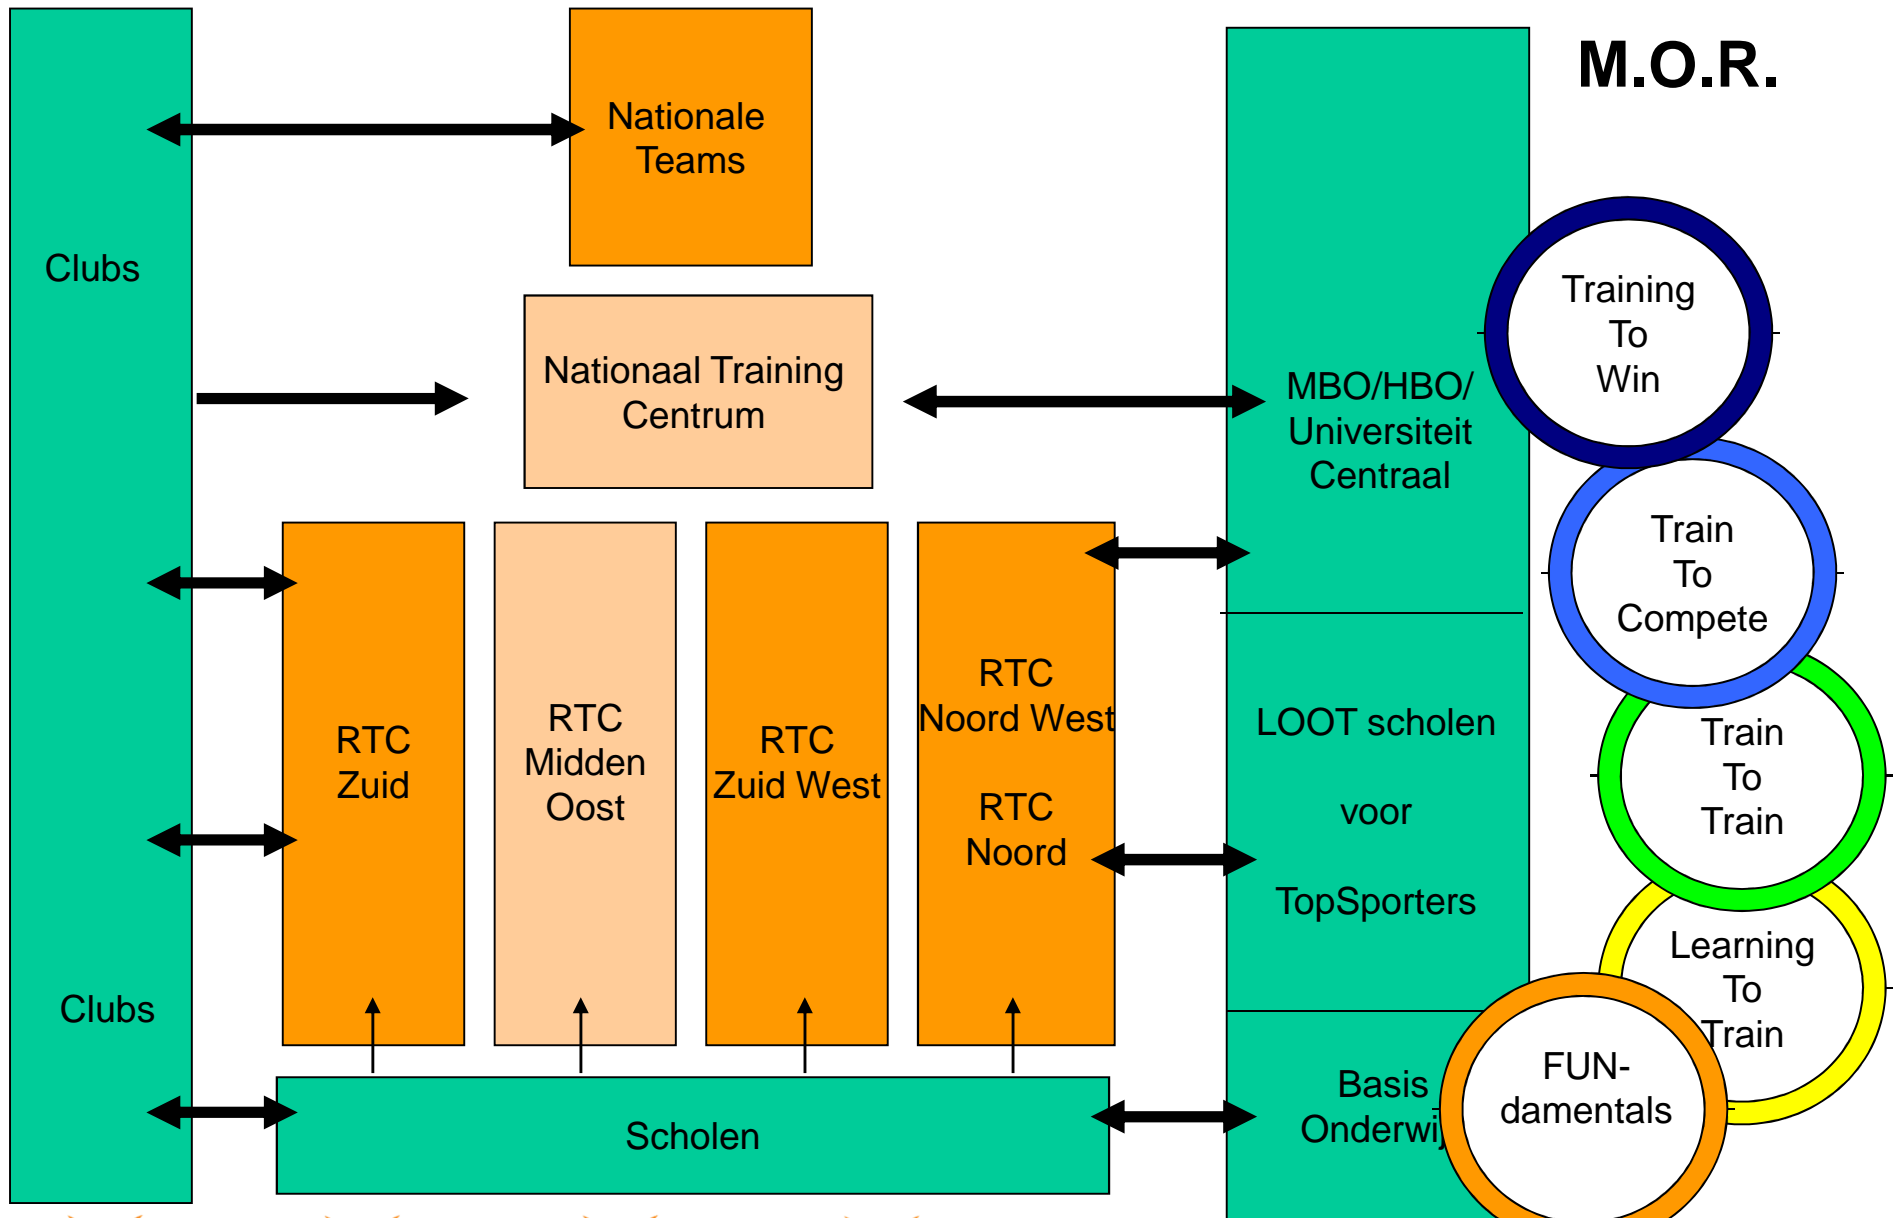 M.O.R.
Nationale
Teams
Clubs
Nationaal Training
Centrum
MBO/HBO/
Universiteit
Centraal
Training
To
Win
Train
To
Compete
RTC
Zuid
RTC
Midden
Oost
RTC
Zuid West
RTC
Noord West
RTC
Noord
LOOT scholen
voor
TopSporters
Train
To
Train
Learning
To
Train
Clubs
Scholen
Basis
Onderwij
FUN-
damentals